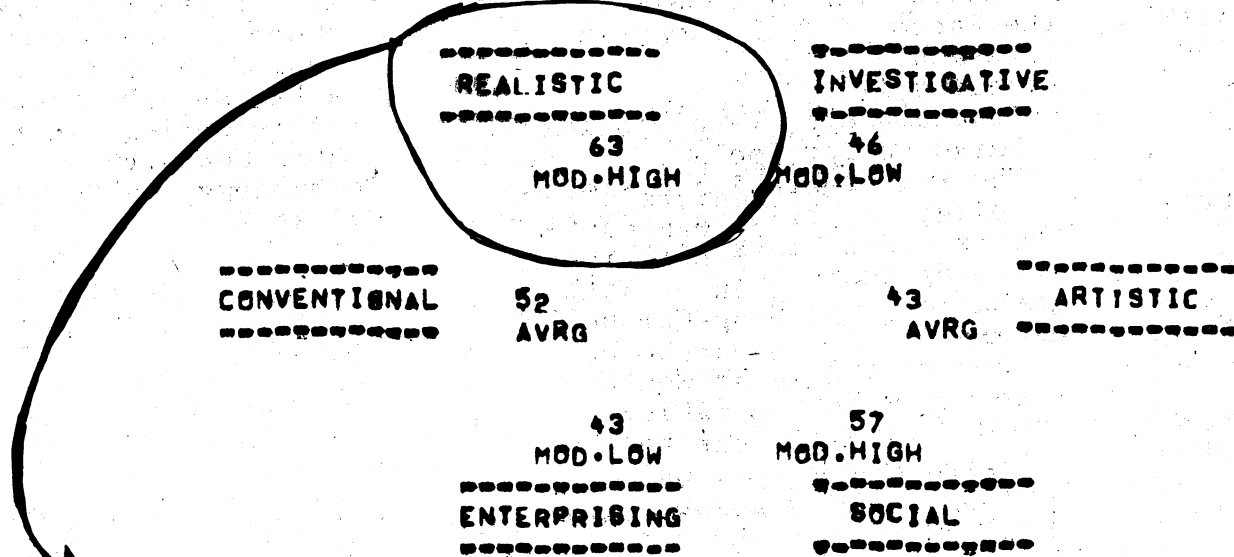 REALISTIC INVESTIGATIVE
63 46
MOD.HIGH MOD.LOW
CONVENTIONAL 52 43 ARTISTIC
AVRG AVRG
43 57
MOD.LOW MOD.HIGH
ENTERPRISING SOCIAL